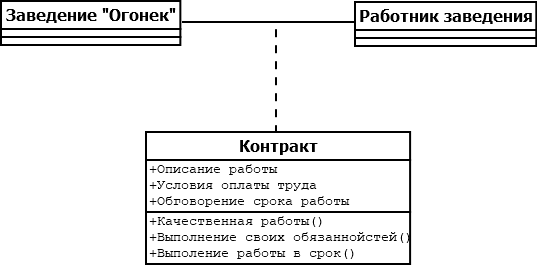 Заведение "Огонек"
Работник заведения
Контракт
+Описание работы
+Условия оплаты труда
+Обговорение срока работы
+Качественная работы()
+Выполнение своих обязаннойстей()
+Выполение работы в срок()